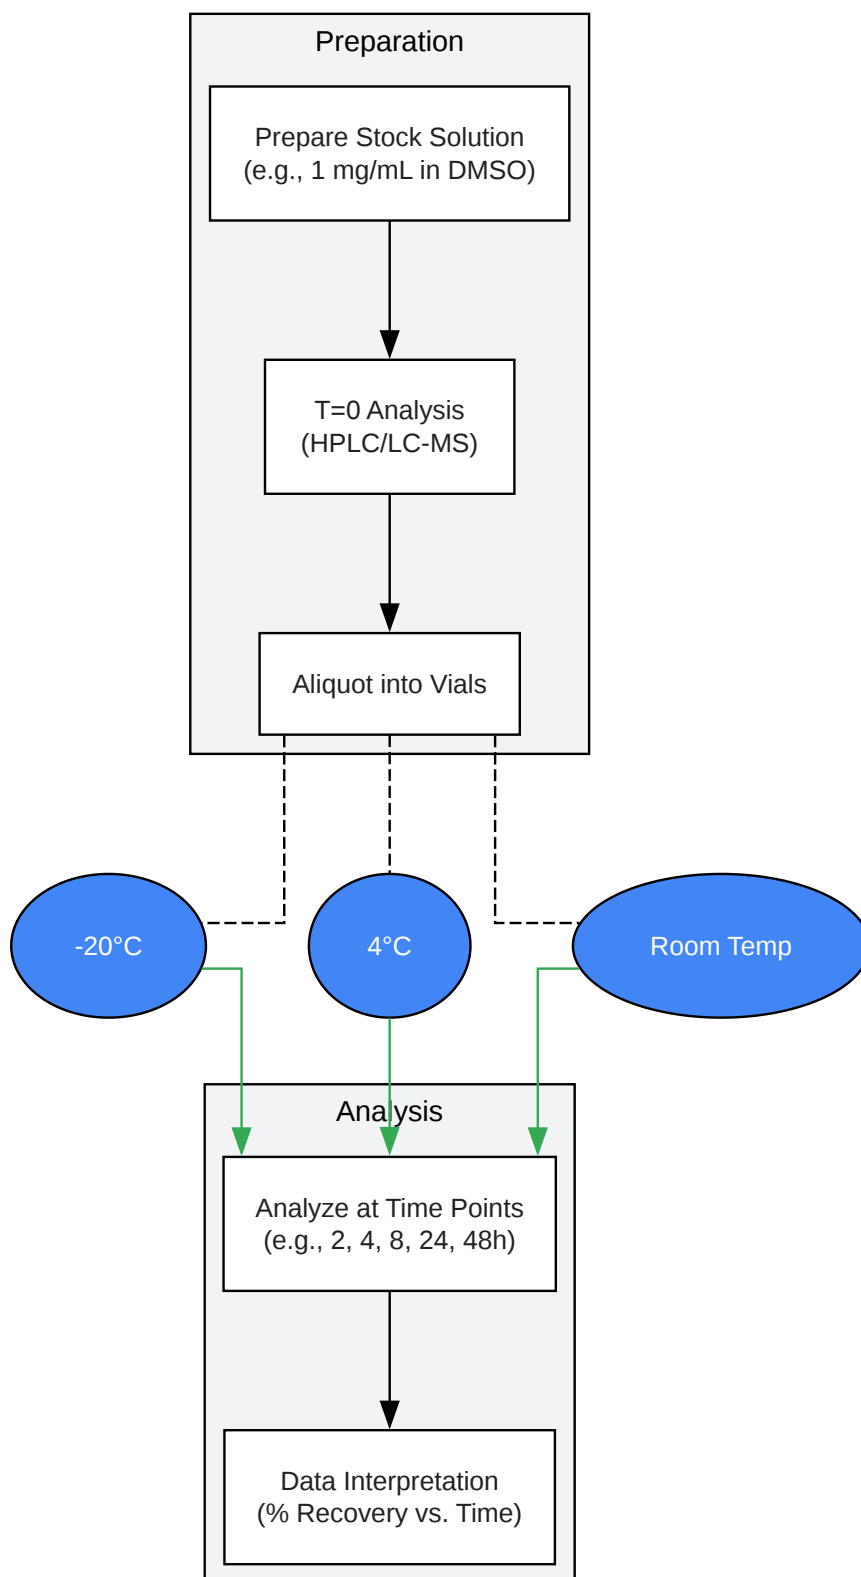 Preparation
Prepare Stock Solution
(e.g., 1 mg/mL in DMSO)
T=0 Analysis
(HPLC/LC-MS)
Aliquot into Vials
-20°C
4°C
Room Temp
Analysis
Analyze at Time Points
(e.g., 2, 4, 8, 24, 48h)
Data Interpretation
(% Recovery vs. Time)